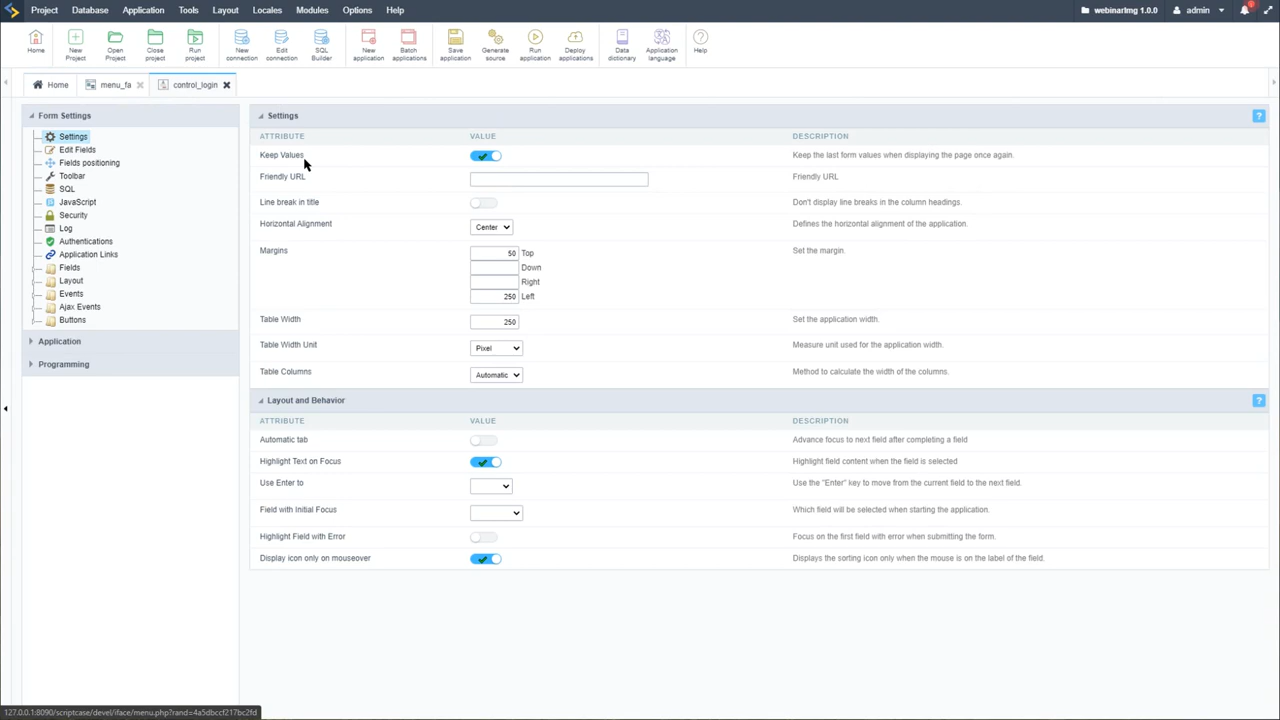 Project Database Application Tools Layout Locales Modules Options Help webinarImg 1.0.0 admin
Home New Project Open Project Close project Run project New connection Edit connection SQL Builder New application Batch applications Save application Generate source Run application Deploy applications Data dictionary Application language Help
Home menu_fa control_login
Form Settings
Settings
Edit Fields
Fields positioning
Toolbar
SQL
JavaScript
Security
Log
Authentications
Application Links
Fields
Layout
Events
Ajax Events
Buttons
Application
Programming
Settings ?
ATTRIBUTE VALUE DESCRIPTION
Keep Values Keep the last form values when displaying the page once again.
Friendly URL Friendly URL
Line break in title Don't display line breaks in the column headings.
Horizontal Alignment Center Defines the horizontal alignment of the application.
Margins 50 Top Set the margin.
Down
Right
250 Left
Table Width 250 Set the application width.
Table Width Unit Pixel Measure unit used for the application width.
Table Columns Automatic Method to calculate the width of the columns.
Layout and Behavior ?
ATTRIBUTE VALUE DESCRIPTION
Automatic tab Advance focus to next field after completing a field
Highlight Text on Focus Highlight field content when the field is selected
Use Enter to Use the "Enter" key to move from the current field to the next field.
Field with Initial Focus Which field will be selected when starting the application.
Highlight Field with Error Focus on the first field with error when submitting the form.
Display icon only on mouseover Displays the sorting icon only when the mouse is on the label of the field.
127.0.0.1:8090/scriptcase/devel/iface/menu.php?rand=4a5dbccf217bc2fd